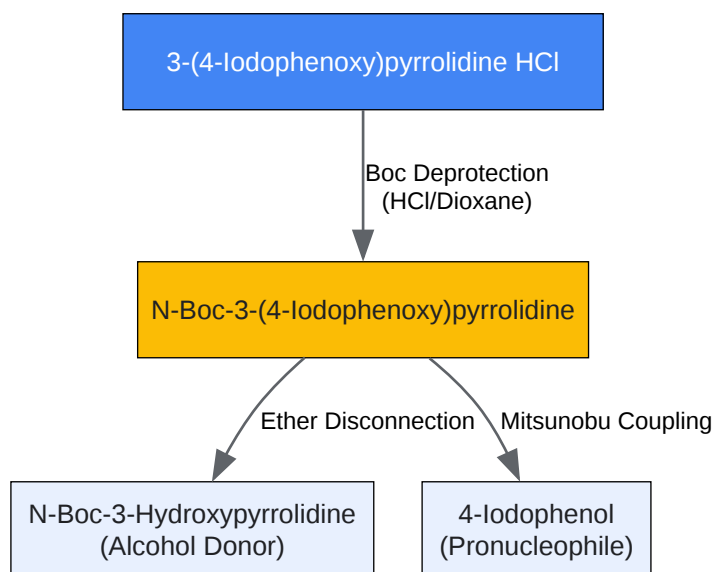 3-(4-Iodophenoxy)pyrrolidine HCl
Boc Deprotection
(HCl/Dioxane)
N-Boc-3-(4-Iodophenoxy)pyrrolidine
Ether Disconnection
Mitsunobu Coupling
N-Boc-3-Hydroxypyrrolidine
(Alcohol Donor)
4-Iodophenol
(Pronucleophile)